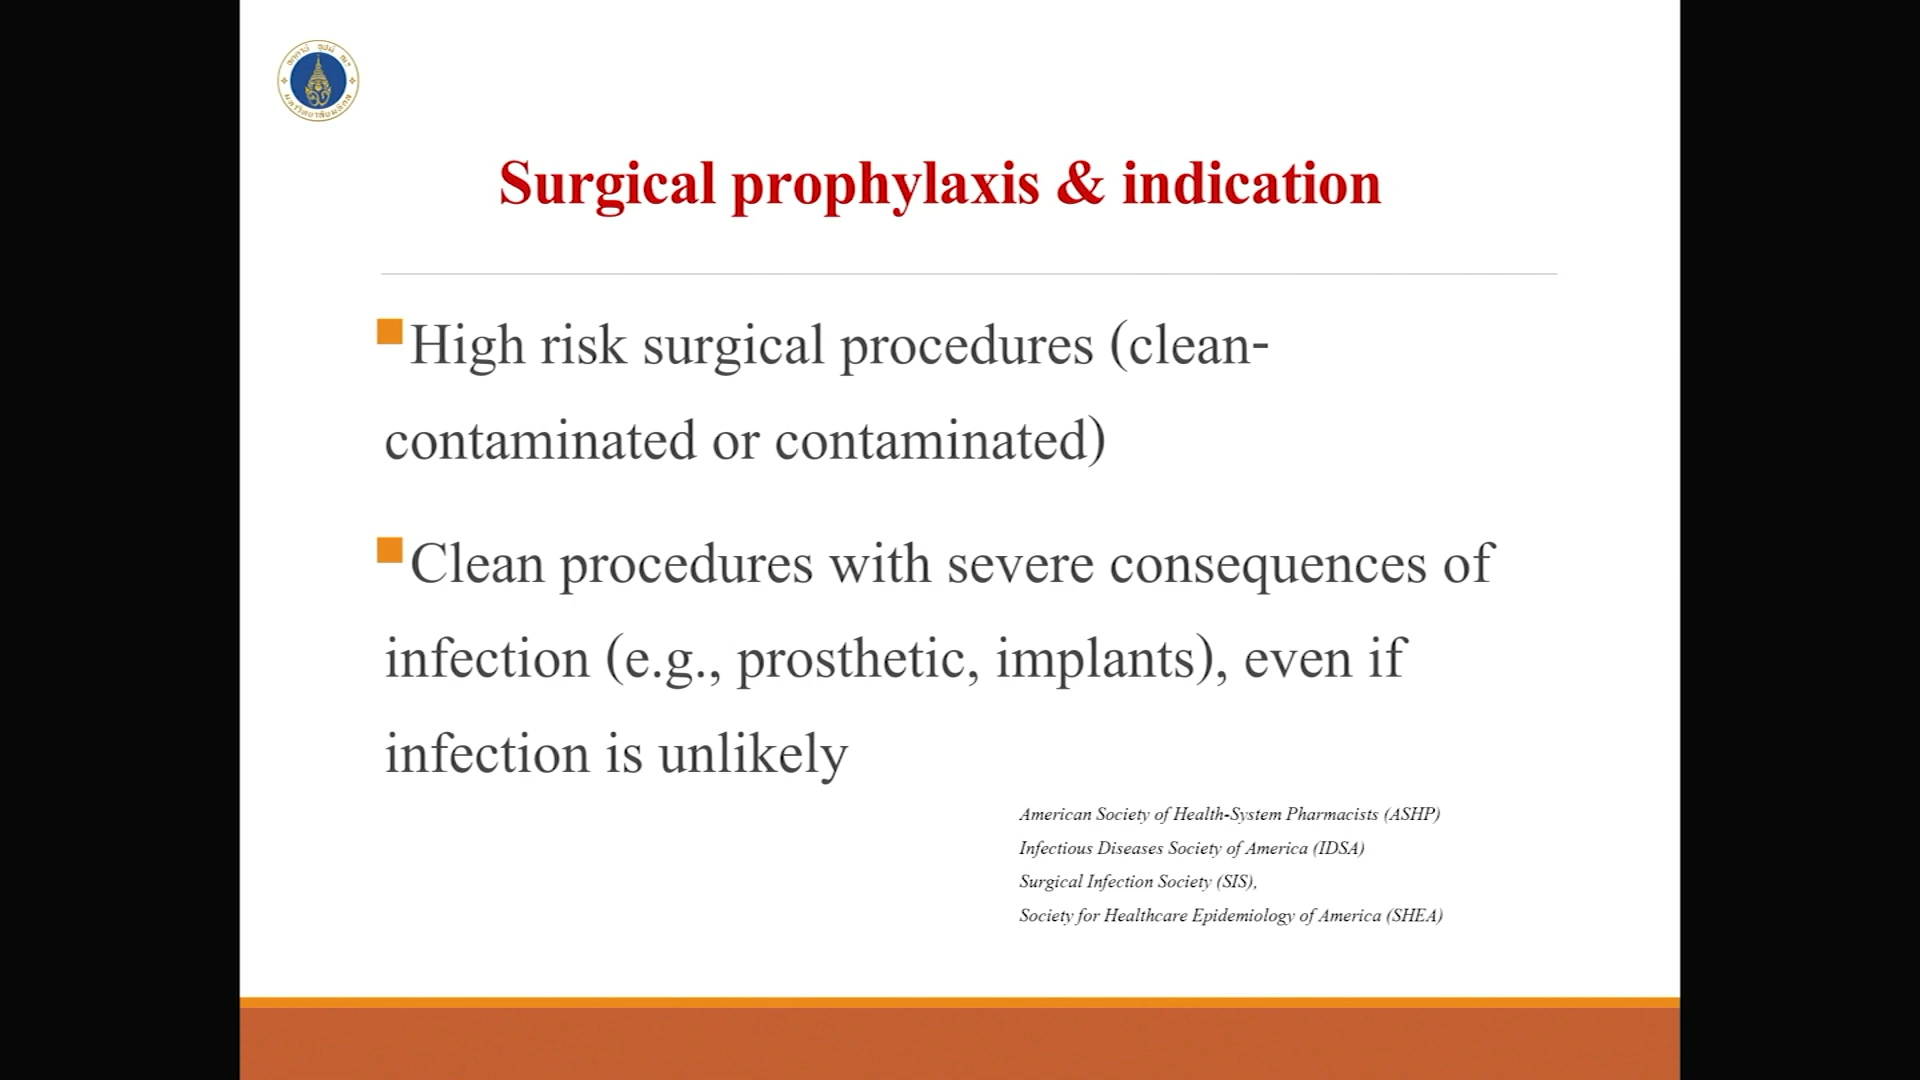 Surgical prophylaxis & indication
High risk surgical procedures (clean-
contaminated or contaminated)
Clean procedures with severe consequences of
infection (e.g., prosthetic, implants), even if
infection is unlikely
American Society of Health-System Pharmacists (ASHP)
Infectious Diseases Society of America (IDSA)
Surgical Infection Society (SIS),
Society for Healthcare Epidemiology of America (SHEA)